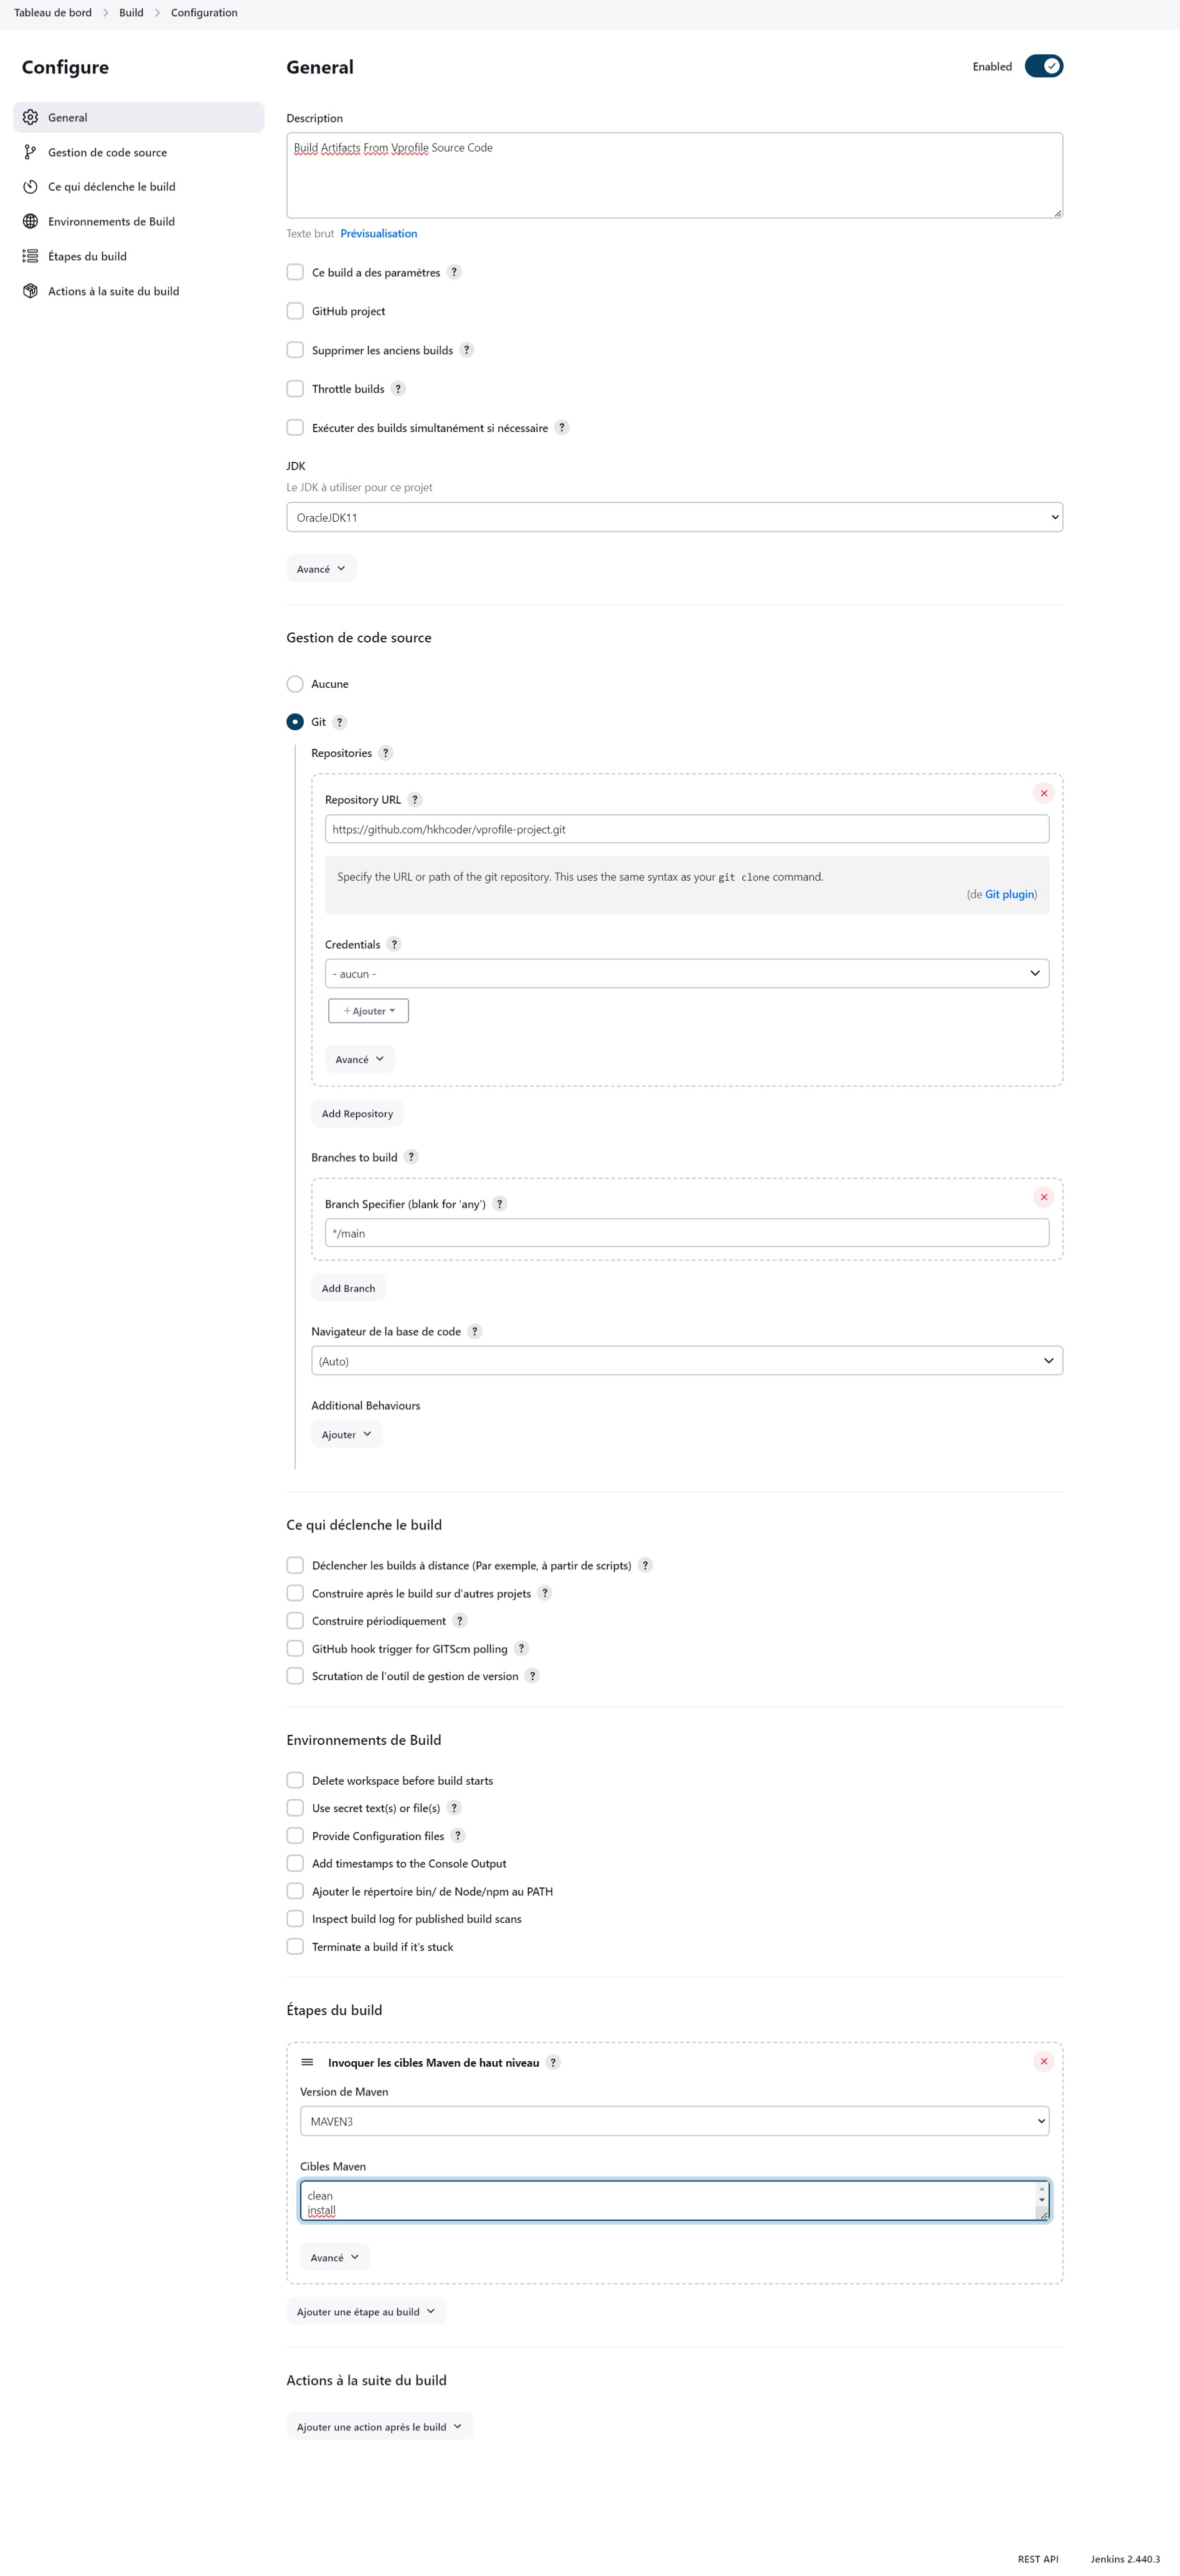 Tableau de bord > Build > Configuration
Configure
General
Gestion de code source
Ce qui déclenche le build
Environnements de Build
Étapes du build
Actions à la suite du build
General
Enabled
Description
Build Artifacts From Vprofile Source Code
Texte brut Prévisualisation
Ce build a des paramètres ?
GitHub project
Supprimer les anciens builds ?
Throttle builds ?
Exécuter des builds simultanément si nécessaire ?
JDK
Le JDK à utiliser pour ce projet
OracleJDK11
Avancé
Gestion de code source
Aucune
Git ?
Repositories ?
Repository URL ?
https://github.com/hkhcoder/vprofile-project.git
Specify the URL or path of the git repository. This uses the same syntax as your git clone command.
(de Git plugin)
Credentials ?
- aucun -
+ Ajouter
Avancé
Add Repository
Branches to build ?
Branch Specifier (blank for 'any') ?
*/main
Add Branch
Navigateur de la base de code ?
(Auto)
Additional Behaviours
Ajouter
Ce qui déclenche le build
Déclencher les builds à distance (Par exemple, à partir de scripts) ?
Construire après le build sur d'autres projets ?
Construire périodiquement ?
GitHub hook trigger for GITScm polling ?
Scrutation de l'outil de gestion de version ?
Environnements de Build
Delete workspace before build starts
Use secret text(s) or file(s) ?
Provide Configuration files ?
Add timestamps to the Console Output
Ajouter le répertoire bin/ de Node/npm au PATH
Inspect build log for published build scans
Terminate a build if it's stuck
Étapes du build
Invoquer les cibles Maven de haut niveau ?
Version de Maven
MAVEN3
Cibles Maven
clean
install
Avancé
Ajouter une étape au build
Actions à la suite du build
Ajouter une action après le build
REST API
Jenkins 2.440.3